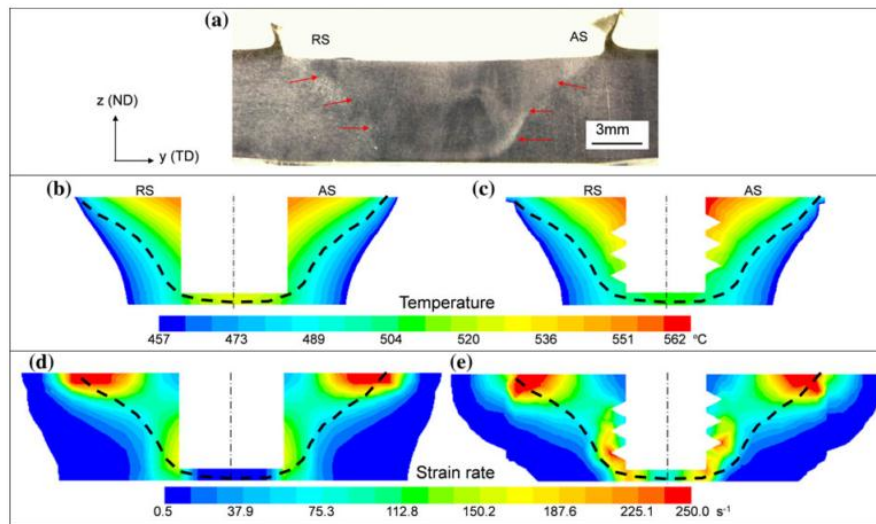 (a)
RS
AS
z (ND)
y (TD)
3mm
(b) RS AS
(c) RS AS
Temperature
457 473 489 504 520 536 551 562 °C
(d)
(e)
Strain rate
0.5 37.9 75.3 112.8 150.2 187.6 225.1 250.0 s⁻¹